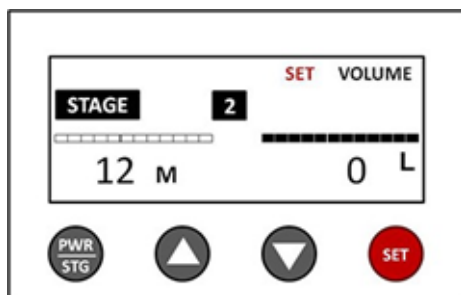 SET VOLUME
STAGE 2
12 M 0 L
PWR
STG
SET